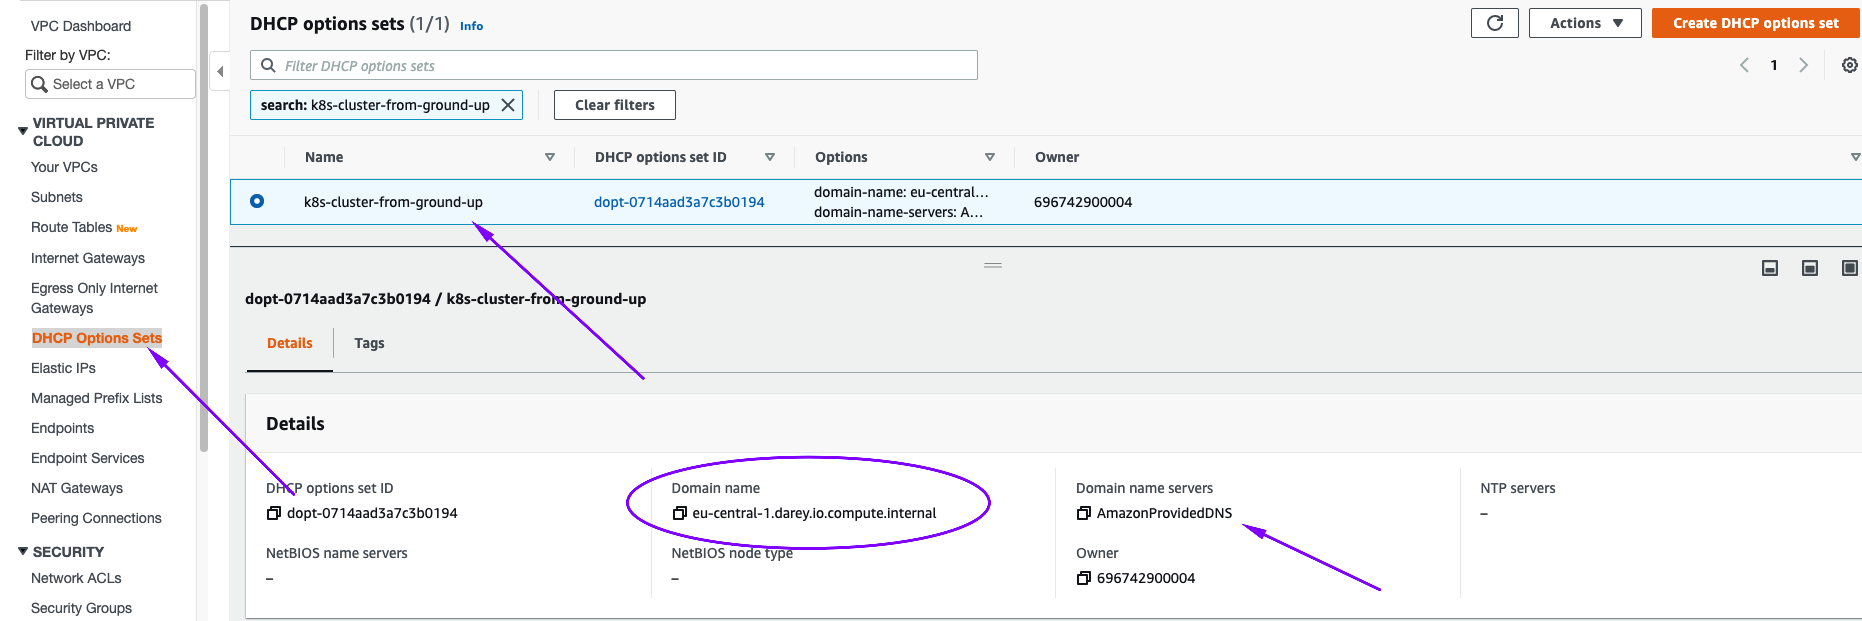 VPC Dashboard
Filter by VPC:
Select a VPC
VIRTUAL PRIVATE
CLOUD
Your VPCs
Subnets
Route Tables New
Internet Gateways
Egress Only Internet
Gateways
DHCP Options Sets
Elastic IPs
Managed Prefix Lists
Endpoints
Endpoint Services
NAT Gateways
Peering Connections
SECURITY
Network ACLs
Security Groups
DHCP options sets (1/1) Info
Actions
Create DHCP options set
Filter DHCP options sets
1
search: k8s-cluster-from-ground-up
Clear filters
Name DHCP options set ID Options Owner
k8s-cluster-from-ground-up dopt-0714aad3a7c3b0194 domain-name: eu-central... 696742900004
domain-name-servers: A...
dopt-0714aad3a7c3b0194 / k8s-cluster-from-ground-up
Details Tags
Details
DHCP options set ID Domain name Domain name servers NTP servers
dopt-0714aad3a7c3b0194 eu-central-1.darey.io.compute.internal AmazonProvidedDNS –
NetBIOS name servers NetBIOS node type Owner
– – 696742900004